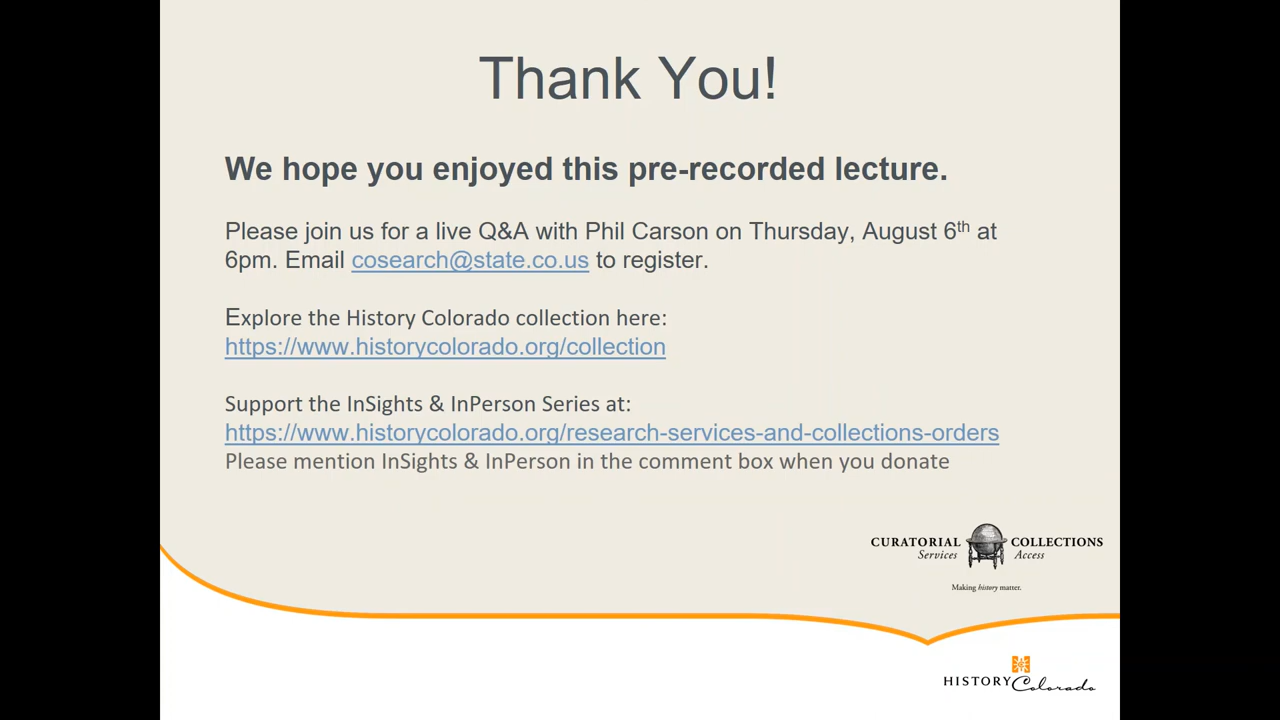 Thank You!
We hope you enjoyed this pre-recorded lecture.
Please join us for a live Q&A with Phil Carson on Thursday, August 6th at
6pm. Email cosearch@state.co.us to register.
Explore the History Colorado collection here:
https://www.historycolorado.org/collection
Support the InSights & InPerson Series at:
https://www.historycolorado.org/research-services-and-collections-orders
Please mention InSights & InPerson in the comment box when you donate
CURATORIAL COLLECTIONS
Services Access
Making history matter.
HISTORY Colorado